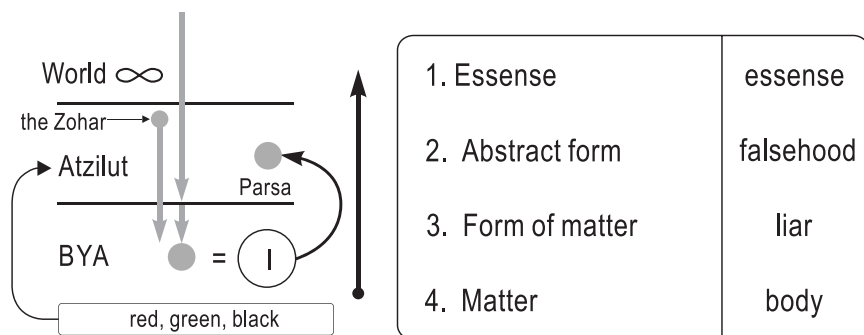 World ∞
the Zohar
Atzilut
Parsa
BYA = I
red, green, black
1. Essense essense
2. Abstract form falsehood
3. Form of matter liar
4. Matter body